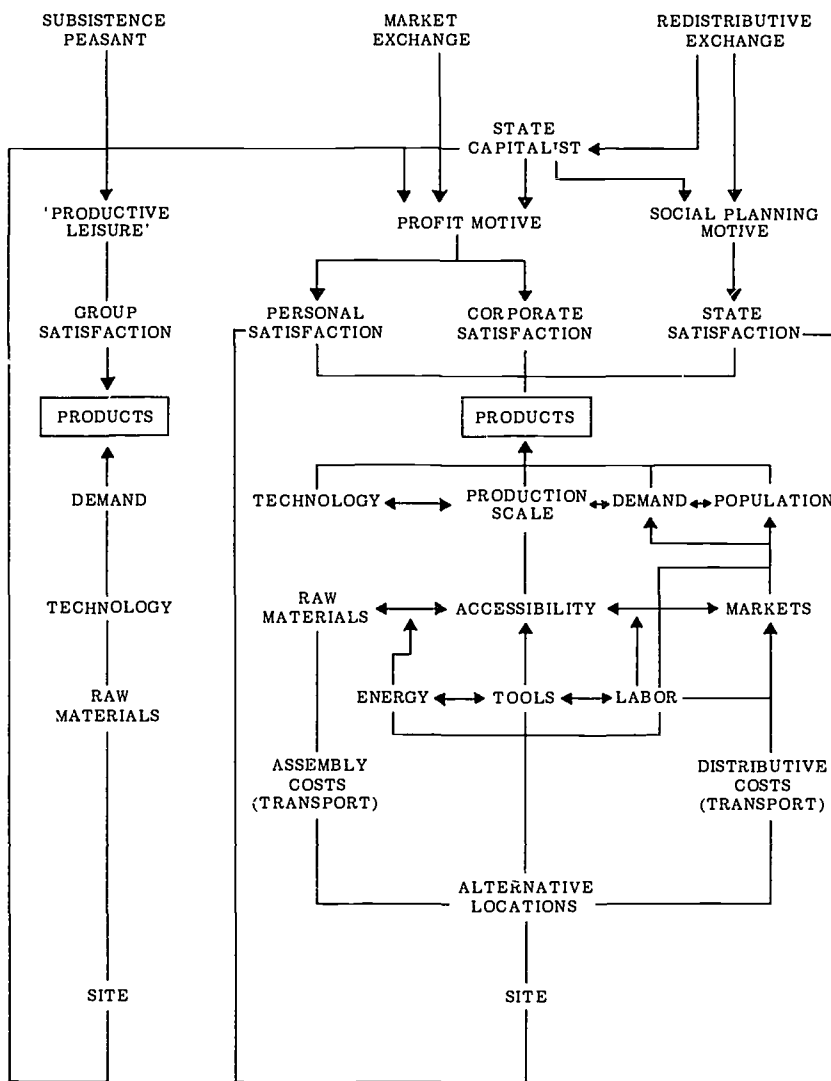 SUBSISTENCE
PEASANT
MARKET
EXCHANGE
REDISTRIBUTIVE
EXCHANGE
STATE
CAPITALIST
'PRODUCTIVE
LEISURE'
PROFIT MOTIVE
SOCIAL PLANNING
MOTIVE
GROUP
SATISFACTION
PERSONAL
SATISFACTION
CORPORATE
SATISFACTION
STATE
SATISFACTION
PRODUCTS
PRODUCTS
DEMAND
TECHNOLOGY
PRODUCTION
SCALE
DEMAND
POPULATION
TECHNOLOGY
RAW
MATERIALS
ACCESSIBILITY
MARKETS
RAW
MATERIALS
ENERGY
TOOLS
LABOR
ASSEMBLY
COSTS
(TRANSPORT)
DISTRIBUTIVE
COSTS
(TRANSPORT)
ALTERNATIVE
LOCATIONS
SITE
SITE